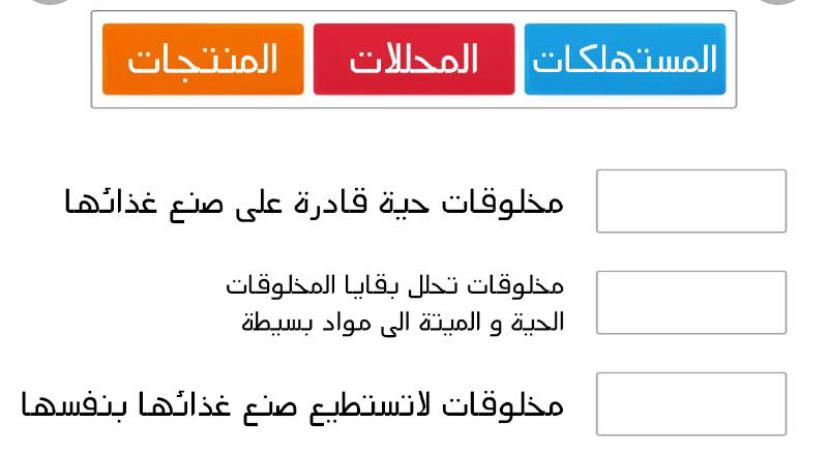 المستهلكات
المحللات
المنتجات
مخلوقات حية قادرة على صنع غذائها
مخلوقات تحلل بقايا المخلوقات
الحية و الميتة الى مواد بسيطة
مخلوقات لاتستطيع صنع غذائها بنفسها